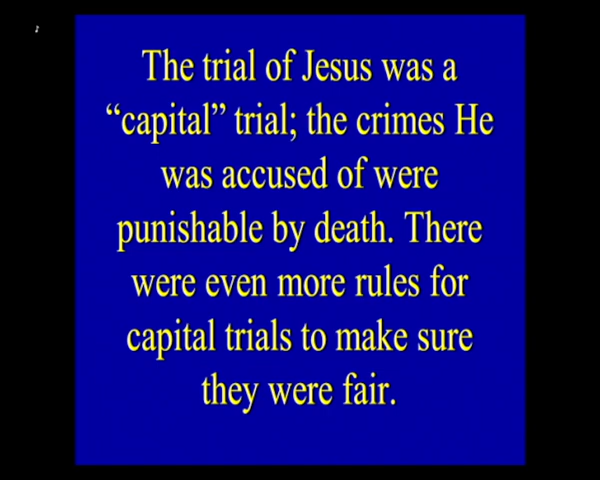 The trial of Jesus was a
“capital” trial; the crimes He
was accused of were
punishable by death. There
were even more rules for
capital trials to make sure
they were fair.